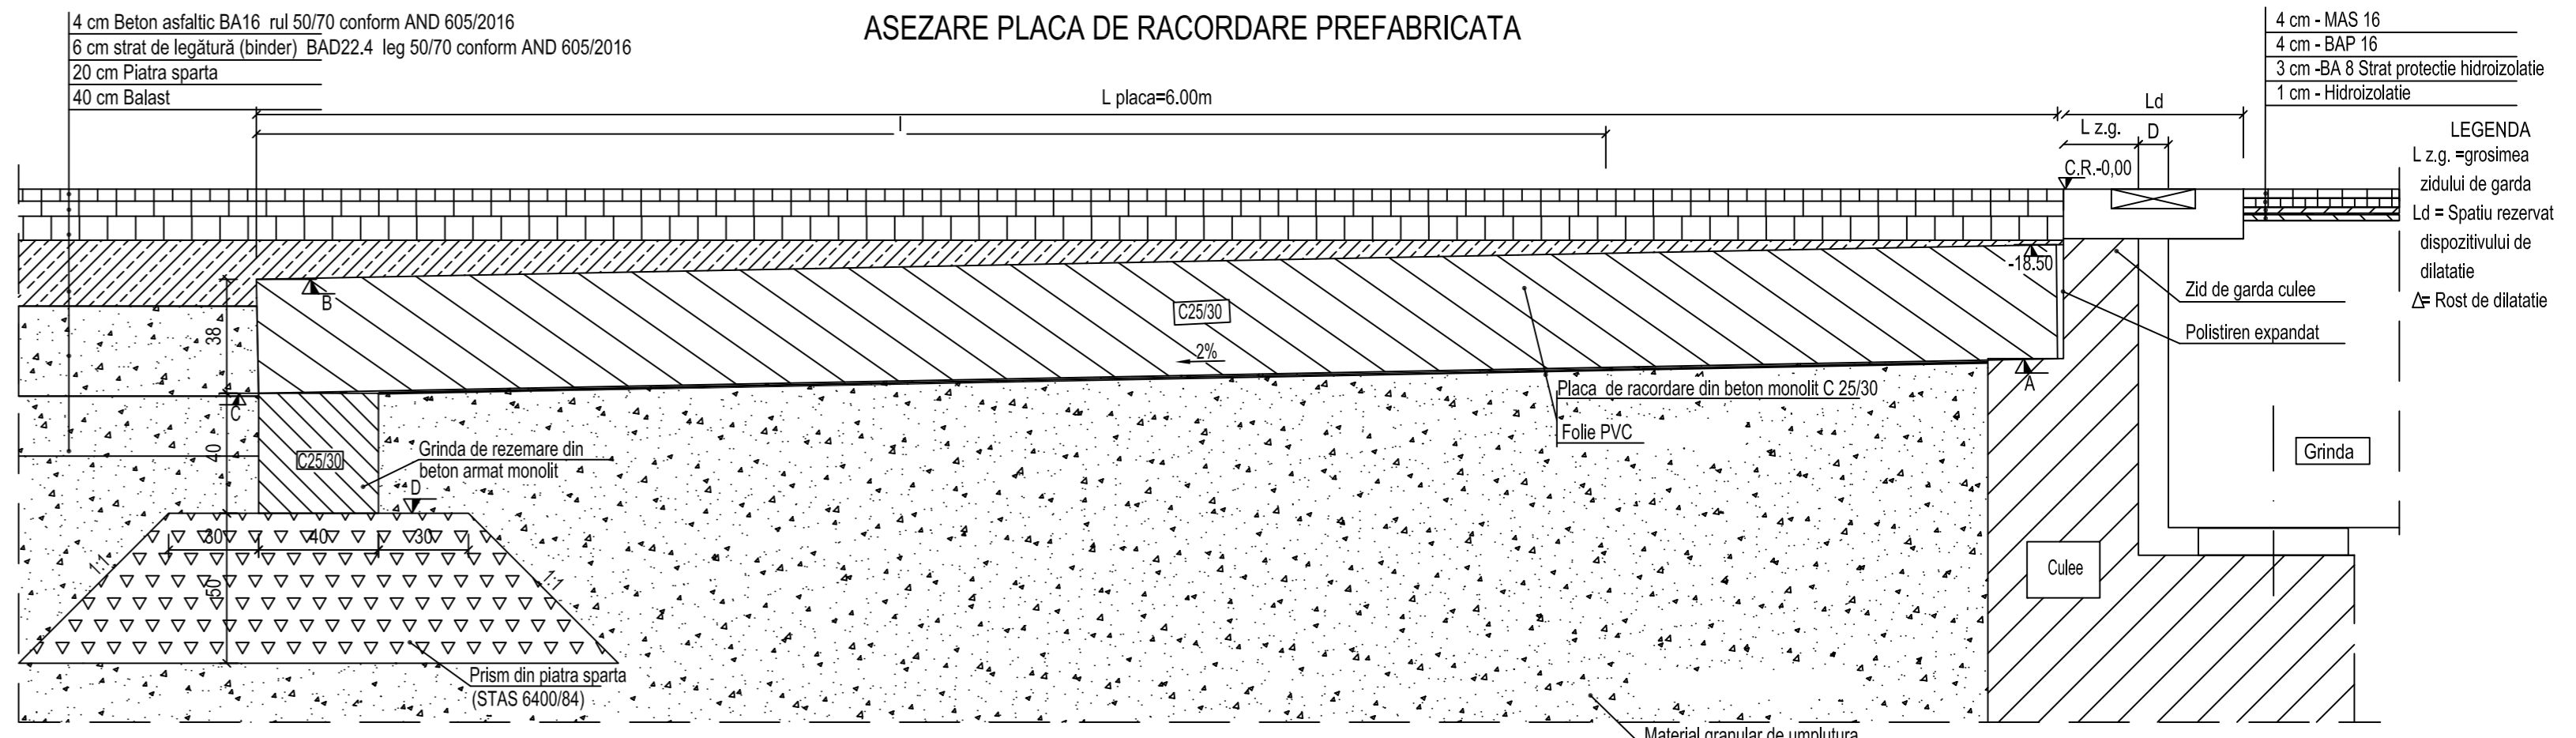 ASEZARE PLACA DE RACORDARE PREFABRICATA
4 cm Beton asfaltic BA16 rul 50/70 conform AND 605/2016
6 cm strat de legătură (binder) BAD22.4 leg 50/70 conform AND 605/2016
20 cm Piatra sparta
40 cm Balast
L placa=6.00m
l
Ld
L z.g.
D
C.R.-0,00
4 cm - MAS 16
4 cm - BAP 16
3 cm -BA 8 Strat protectie hidroizolatie
1 cm - Hidroizolatie
LEGENDA
L z.g. =grosimea
zidului de garda
Ld = Spatiu rezervat
dispozitivului de
dilatatie
Δ= Rost de dilatatie
-18.50
B
38
C25/30
2%
Zid de garda culee
Polistiren expandat
A
C
Placa de racordare din beton monolit C 25/30
Folie PVC
Grinda
40
C25/30
Grinda de rezemare din
beton armat monolit
D
30
40
30
1:1
1:1
50
Culee
Prism din piatra sparta
(STAS 6400/84)
Material granular de umplutura